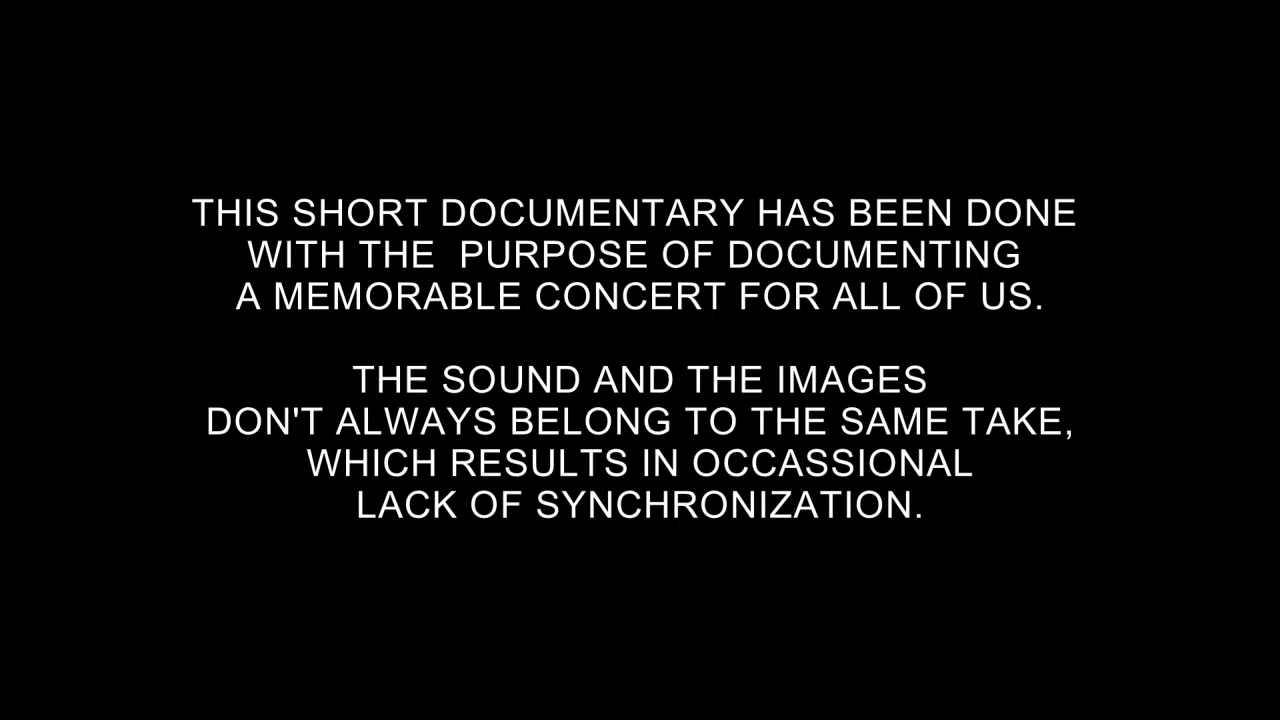 THIS SHORT DOCUMENTARY HAS BEEN DONE
WITH THE  PURPOSE OF DOCUMENTING
A MEMORABLE CONCERT FOR ALL OF US.
THE SOUND AND THE IMAGES
DON'T ALWAYS BELONG TO THE SAME TAKE,
WHICH RESULTS IN OCCASSIONAL
LACK OF SYNCHRONIZATION.